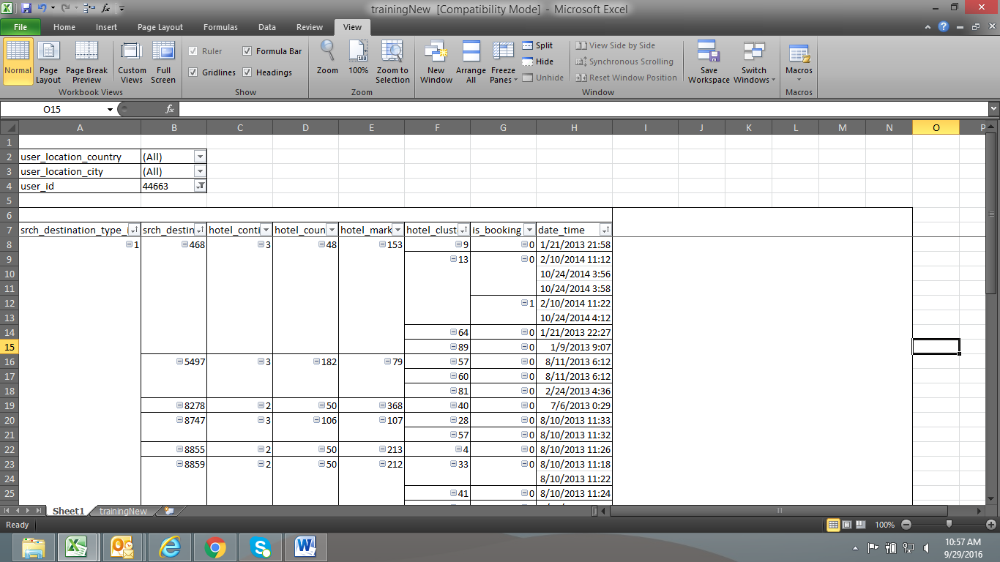 trainingNew [Compatibility Mode] - Microsoft Excel
File Home Insert Page Layout Formulas Data Review View
Normal Page Layout Page Break Preview Custom Views Full Screen
Workbook Views
Ruler Formula Bar
Gridlines Headings
Show
Zoom 100% Zoom to Selection
Zoom
New Window Arrange All Freeze Panes Split Hide Unhide
View Side by Side
Synchronous Scrolling
Reset Window Position
Window
Save Workspace Switch Windows
Macros
Macros
O15 fx
A B C D E F G H I J K L M N O P
1
2 user_location_country (All)
3 user_location_city (All)
4 user_id 44663
5
6
7 srch_destination_type_i srch_destin hotel_conti hotel_coun hotel_mark hotel_clust is_booking date_time
8 1 468 3 48 153 9 0 1/21/2013 21:58
9 13 0 2/10/2014 11:12
10 10/24/2014 3:56
11 10/24/2014 3:58
12 1 2/10/2014 11:22
13 10/24/2014 4:12
14 64 0 1/21/2013 22:27
15 89 0 1/9/2013 9:07
16 5497 3 182 79 57 0 8/11/2013 6:12
17 60 0 8/11/2013 6:12
18 81 0 2/24/2013 4:36
19 8278 2 50 368 40 0 7/6/2013 0:29
20 8747 3 106 107 28 0 8/10/2013 11:33
21 57 0 8/10/2013 11:32
22 8855 2 50 213 4 0 8/10/2013 11:26
23 8859 2 50 212 33 0 8/10/2013 11:18
24 8/10/2013 11:22
25 41 0 8/10/2013 11:24
Sheet1 trainingNew
Ready 100%
10:57 AM
9/29/2016